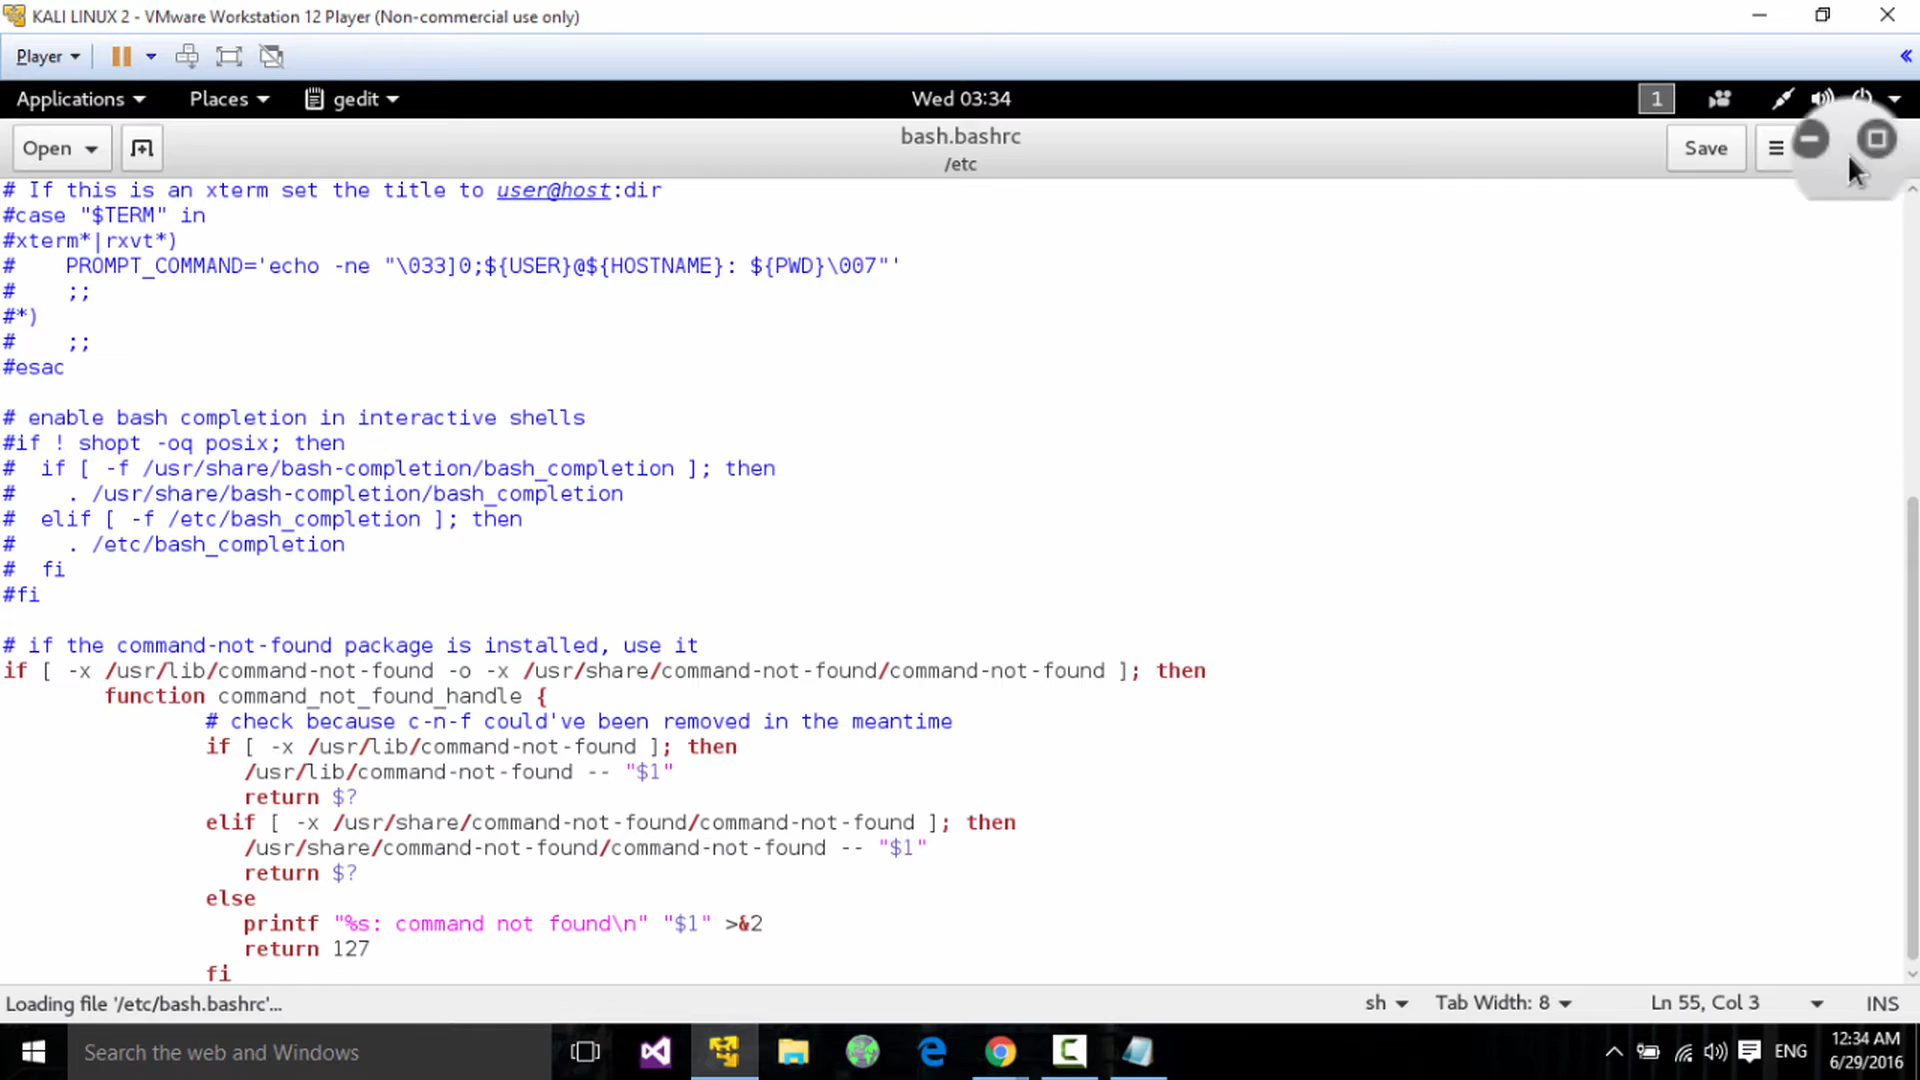 KALI LINUX 2 - VMware Workstation 12 Player (Non-commercial use only)
Player
Applications Places gedit Wed 03:34 1
Open bash.bashrc Save
/etc
# If this is an xterm set the title to user@host:dir
#case "$TERM" in
#xterm*|rxvt*)
#    PROMPT_COMMAND='echo -ne "\033]0;${USER}@${HOSTNAME}: ${PWD}\007"'
#    ;;
#*)
#    ;;
#esac
# enable bash completion in interactive shells
#if ! shopt -oq posix; then
#  if [ -f /usr/share/bash-completion/bash_completion ]; then
#    . /usr/share/bash-completion/bash_completion
#  elif [ -f /etc/bash_completion ]; then
#    . /etc/bash_completion
#  fi
#fi
# if the command-not-found package is installed, use it
if [ -x /usr/lib/command-not-found -o -x /usr/share/command-not-found/command-not-found ]; then
        function command_not_found_handle {
                # check because c-n-f could've been removed in the meantime
                if [ -x /usr/lib/command-not-found ]; then
                   /usr/lib/command-not-found -- "$1"
                   return $?
                elif [ -x /usr/share/command-not-found/command-not-found ]; then
                   /usr/share/command-not-found/command-not-found -- "$1"
                   return $?
                else
                   printf "%s: command not found\n" "$1" >&2
                   return 127
                fi
Loading file '/etc/bash.bashrc'... sh Tab Width: 8 Ln 55, Col 3 INS
Search the web and Windows ENG 12:34 AM
6/29/2016